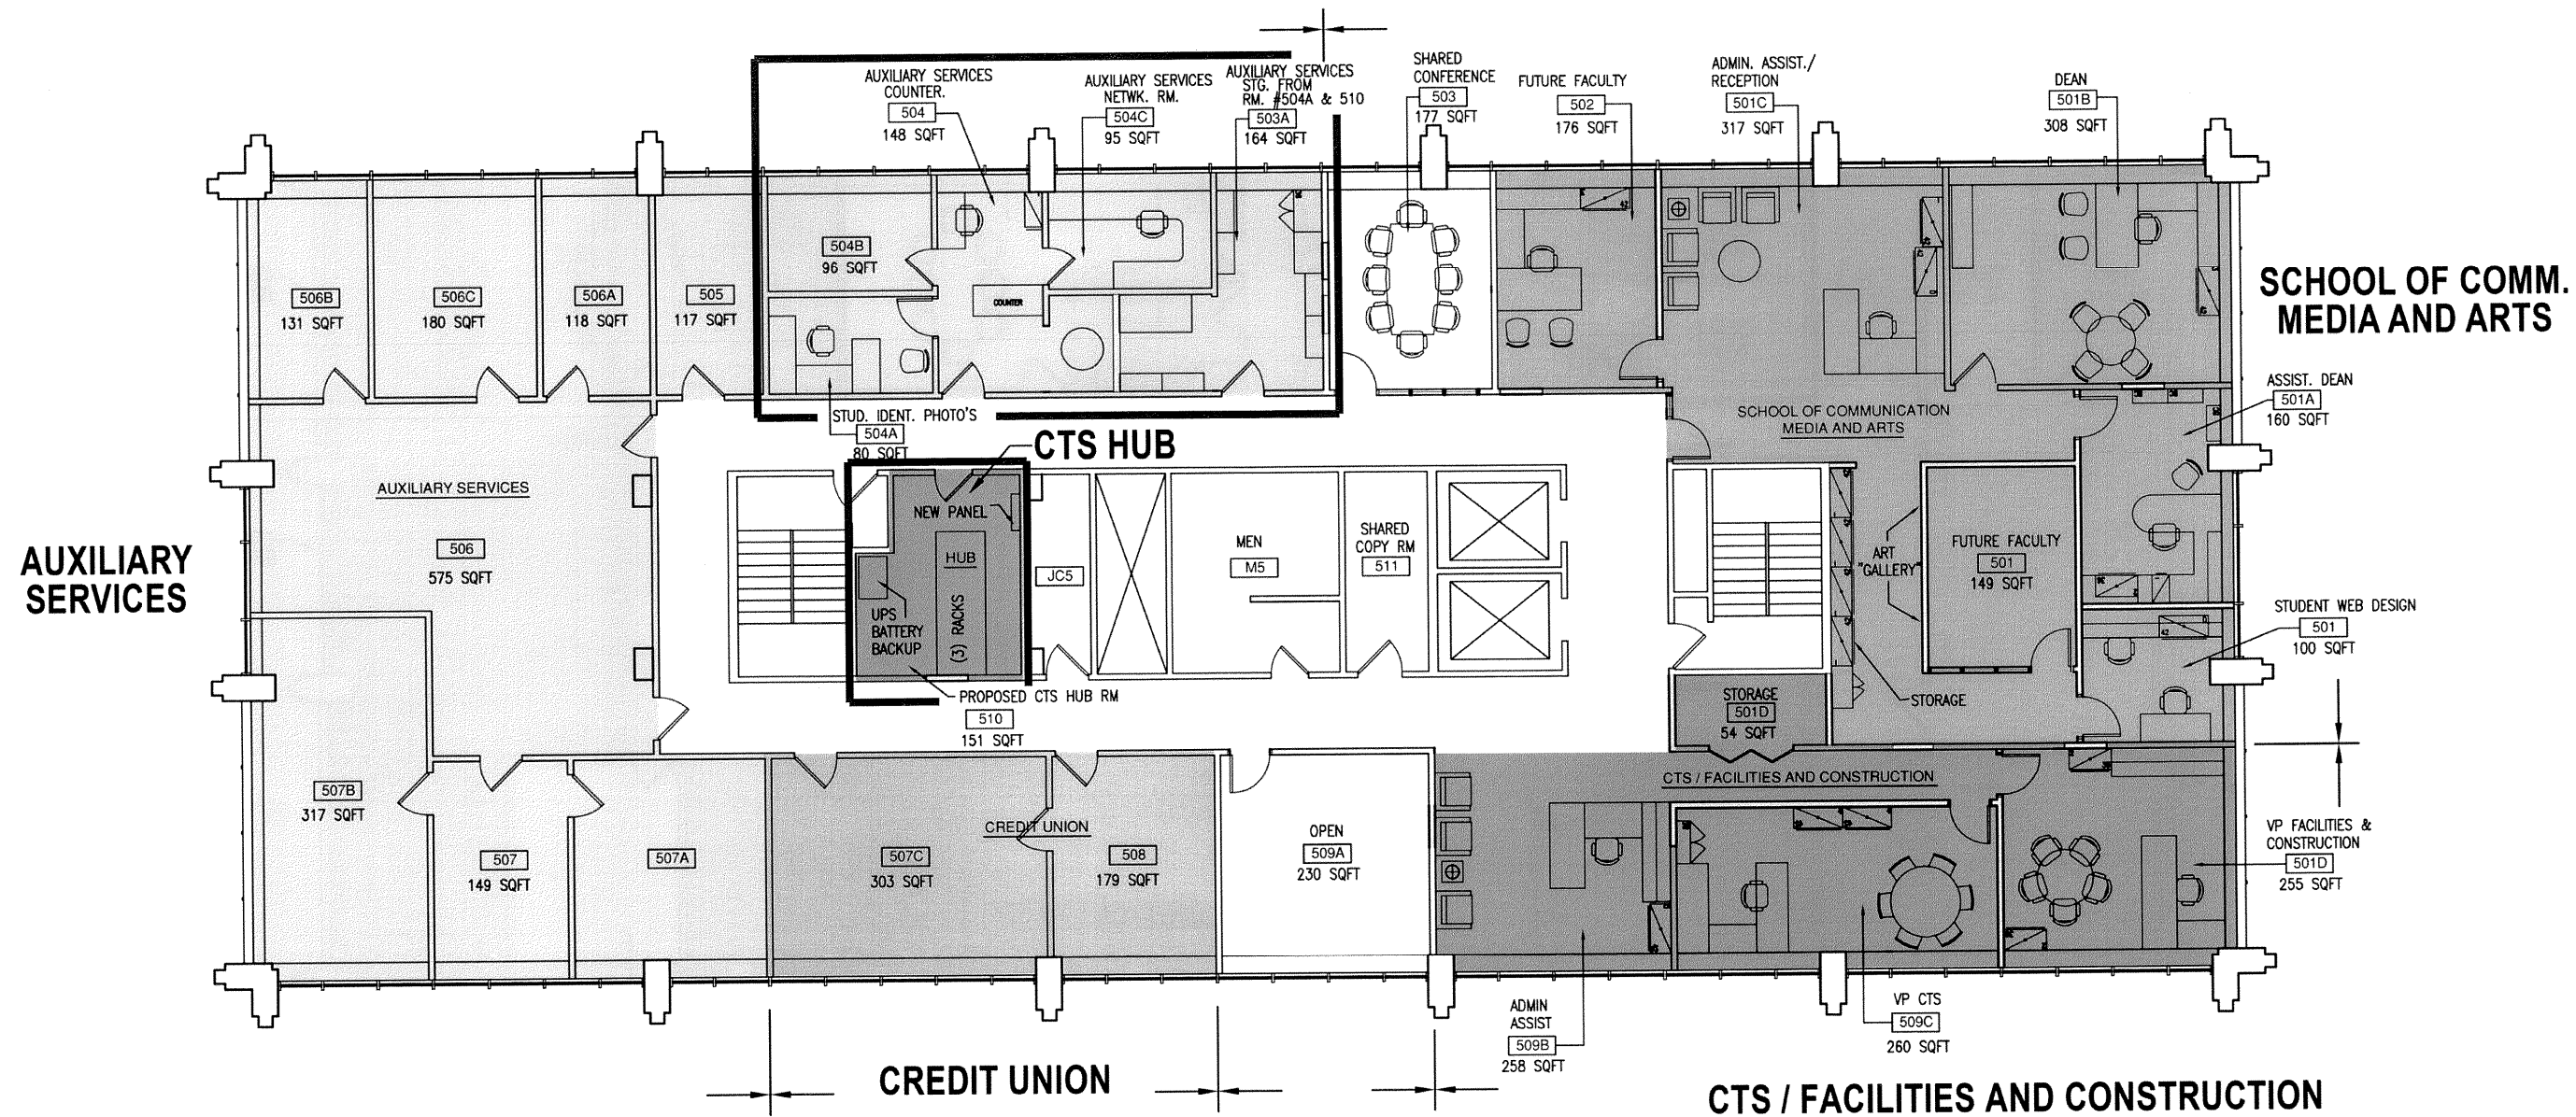 AUXILIARY SERVICES
COUNTER.
504
148 SQFT
AUXILIARY SERVICES
NETWK. RM.
504C
95 SQFT
AUXILIARY SERVICES
STG. FROM
RM. #504A & 510
503A
164 SQFT
SHARED
CONFERENCE
503
177 SQFT
FUTURE FACULTY
502
176 SQFT
ADMIN. ASSIST./
RECEPTION
501C
317 SQFT
DEAN
501B
308 SQFT
506B
131 SQFT
506C
180 SQFT
506A
118 SQFT
505
117 SQFT
504B
96 SQFT
COUNTER
SCHOOL OF COMM.
MEDIA AND ARTS
STUD. IDENT. PHOTO'S
504A
80 SQFT
CTS HUB
SCHOOL OF COMMUNICATION
MEDIA AND ARTS
ASSIST. DEAN
501A
160 SQFT
AUXILIARY
SERVICES
AUXILIARY SERVICES
506
575 SQFT
NEW PANEL
HUB
(3) RACKS
UPS
BATTERY
BACKUP
JC5
MEN
M5
SHARED
COPY RM
511
ART
"GALLERY"
FUTURE FACULTY
501
149 SQFT
STUDENT WEB DESIGN
501
100 SQFT
PROPOSED CTS HUB RM
510
151 SQFT
STORAGE
501D
54 SQFT
STORAGE
507B
317 SQFT
507
149 SQFT
507A
CREDIT UNION
507C
303 SQFT
508
179 SQFT
OPEN
509A
230 SQFT
CTS / FACILITIES AND CONSTRUCTION
VP FACILITIES &
CONSTRUCTION
501D
255 SQFT
ADMIN
ASSIST
509B
258 SQFT
VP CTS
509C
260 SQFT
CREDIT UNION
CTS / FACILITIES AND CONSTRUCTION